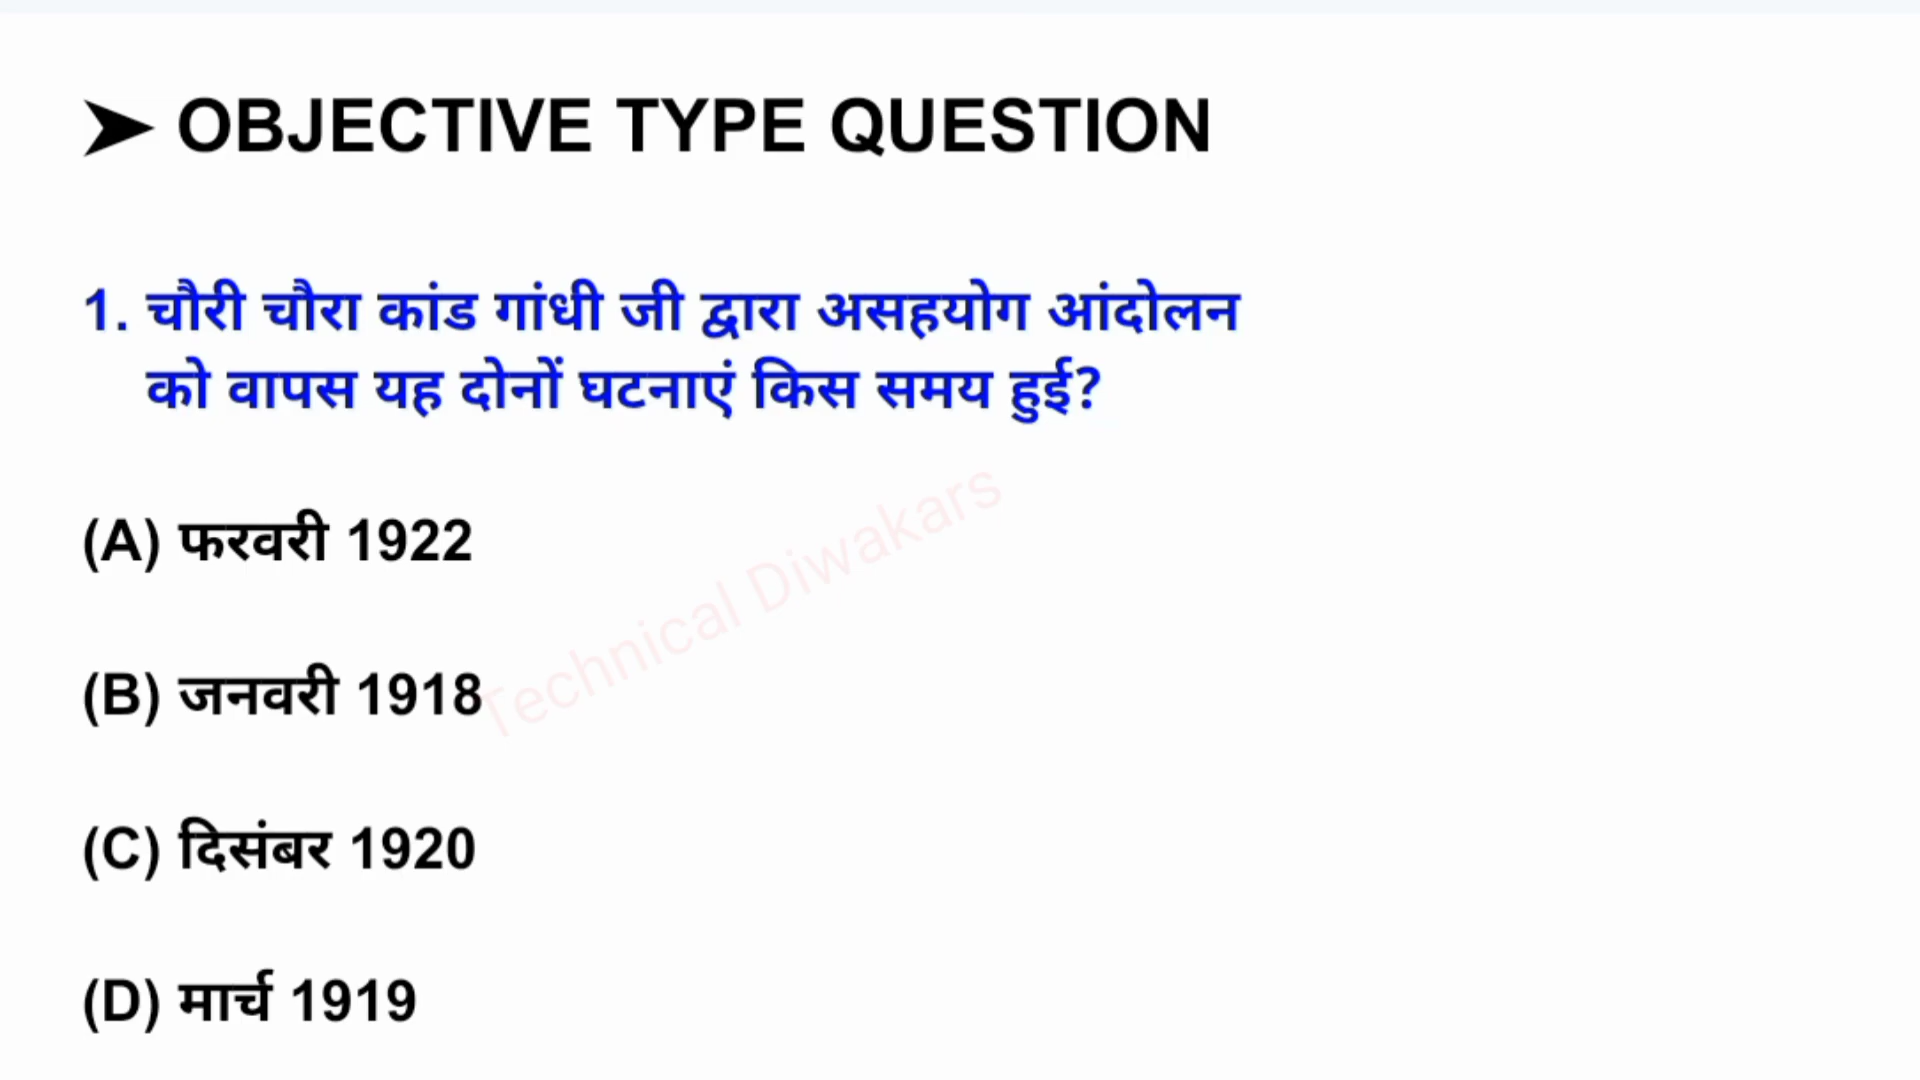 ➤ OBJECTIVE TYPE QUESTION
1. चौरी चौरा कांड गांधी जी द्वारा असहयोग आंदोलन
को वापस यह दोनों घटनाएं किस समय हुई?
(A) फरवरी 1922
Technical Diwakars
(B) जनवरी 1918
(C) दिसंबर 1920
(D) मार्च 1919